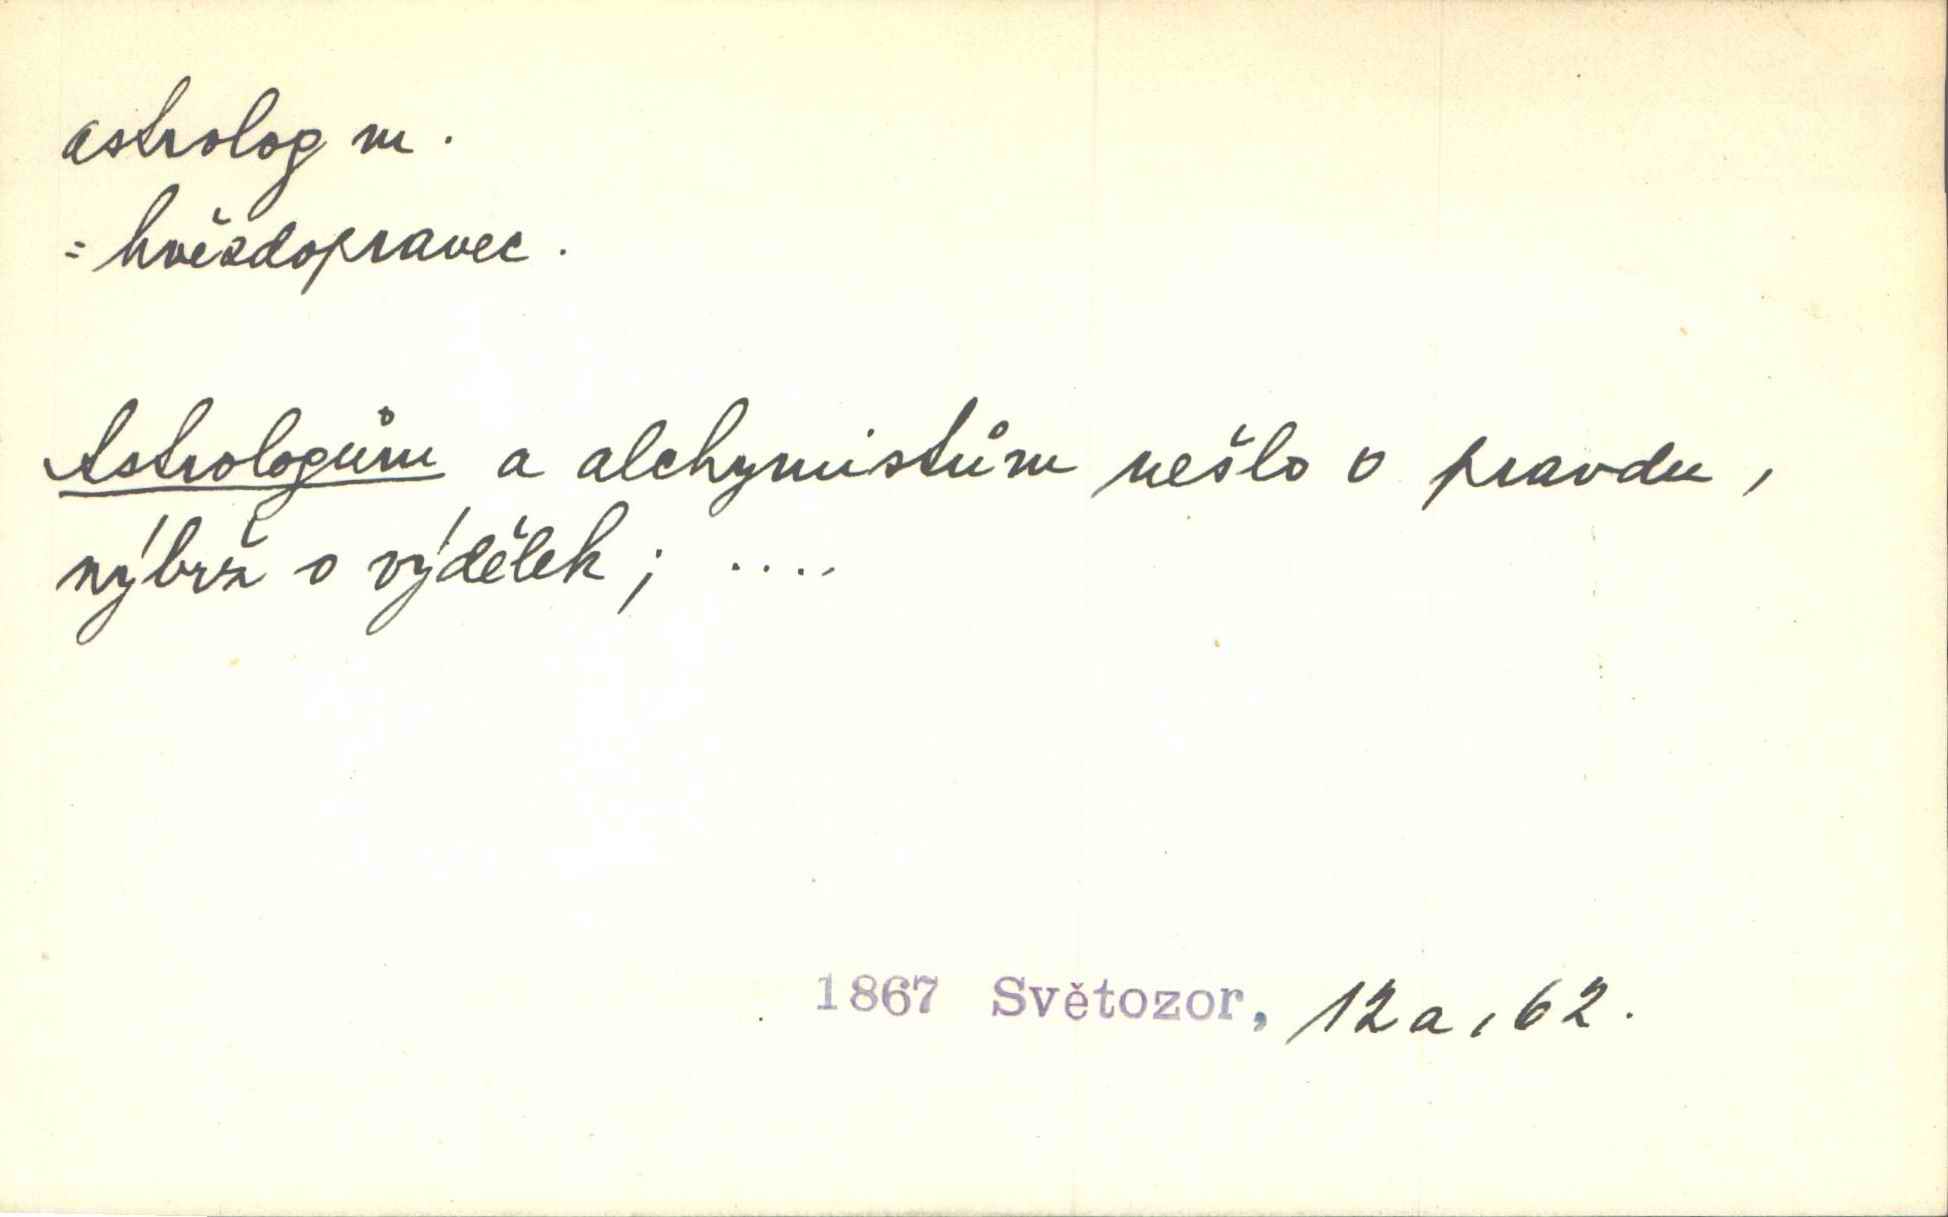 astrolog m.
= hvězdopravec.
Astrologům a alchymistům nešlo o pravdu,
nýbrž o výdělek; ....
1867 Světozor, 12a, 62.